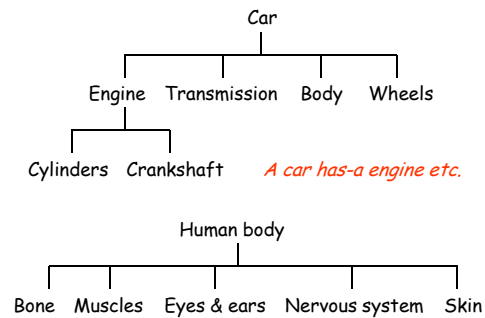 Car
Engine Transmission Body Wheels
Cylinders Crankshaft A car has-a engine etc.
Human body
Bone Muscles Eyes & ears Nervous system Skin